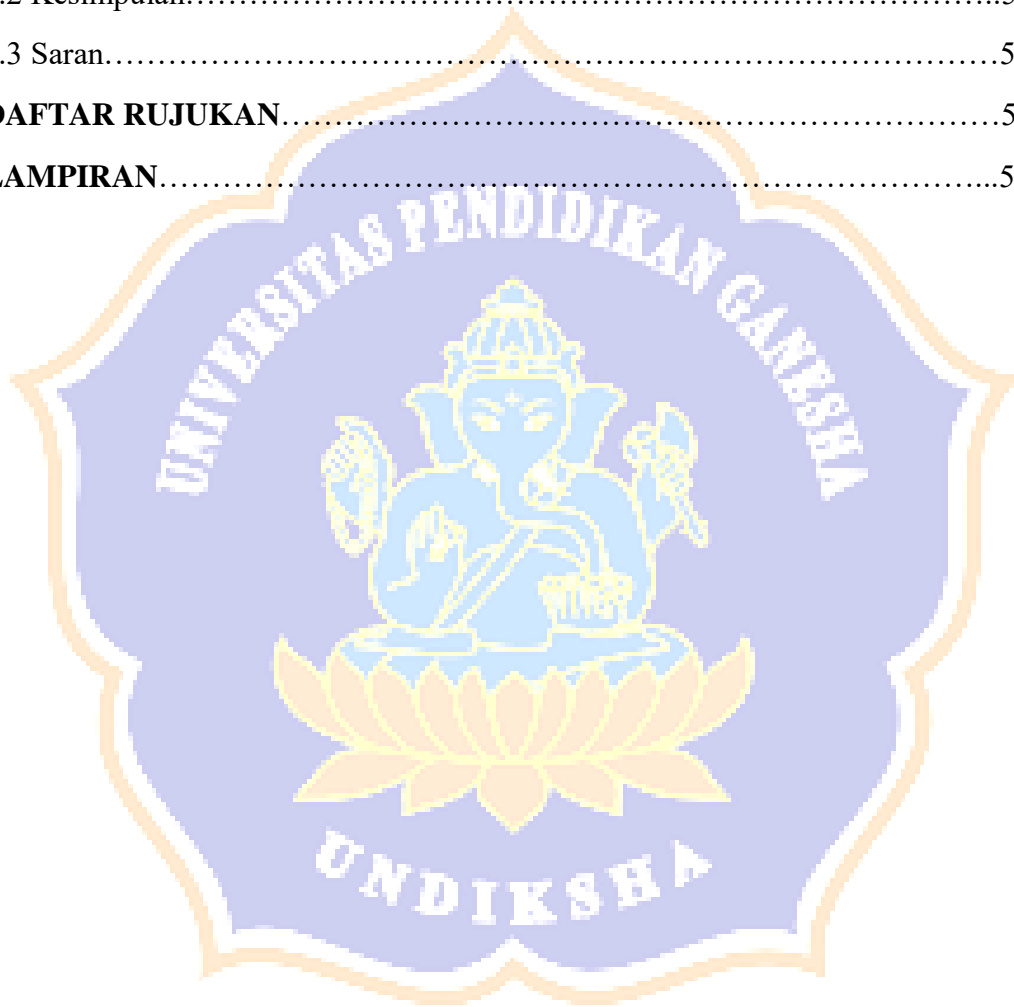 .2 Kesimpulan……………………………………………………………………………..5
.3 Saran……………………………………………………………………………………5
DAFTAR RUJUKAN……………………………………..……………………………5
LAMPIRAN…………………………………..…………………………………...5
UNIVERSITAS PENDIDIKAN GANESHA
UNDIKSHA